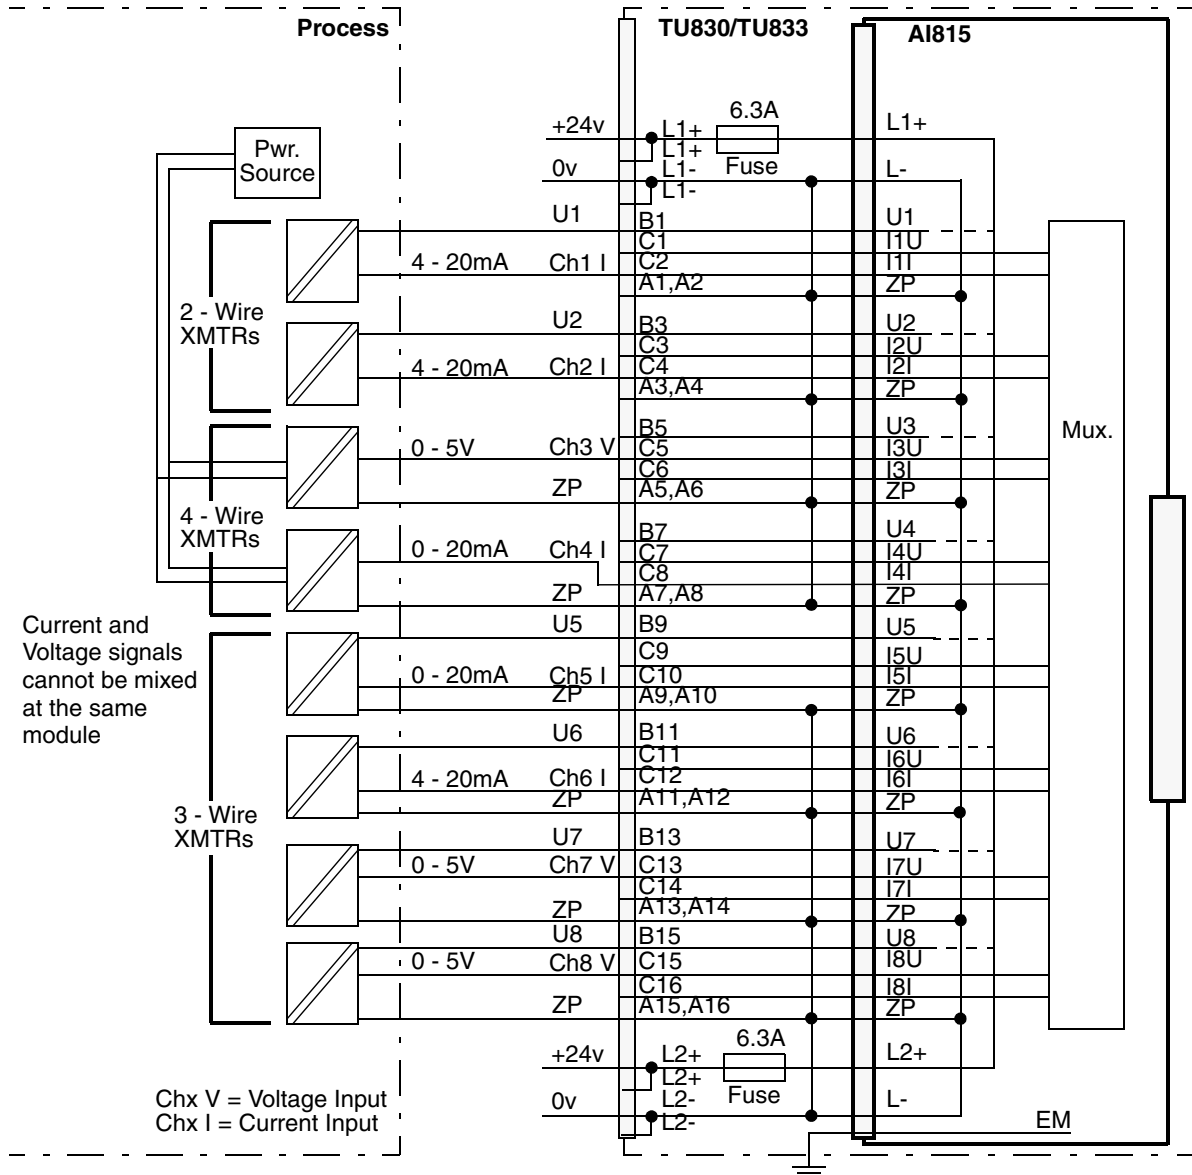 Process
TU830/TU833
AI815
6.3A
+24v
L1+
L1+
L1+
Fuse
0v
L1-
L-
L1-
Pwr.
Source
U1
B1
U1
C1
I1U
4 - 20mA
Ch1 I
C2
I1I
A1,A2
ZP
2 - Wire
XMTRs
U2
B3
U2
C3
I2U
4 - 20mA
Ch2 I
C4
I2I
A3,A4
ZP
Mux.
B5
U3
0 - 5V
Ch3 V
C5
I3U
C6
I3I
ZP
A5,A6
ZP
4 - Wire
XMTRs
B7
U4
0 - 20mA
Ch4 I
C7
I4U
C8
I4I
ZP
A7,A8
ZP
Current and
Voltage signals
cannot be mixed
at the same
module
U5
B9
U5
C9
I5U
0 - 20mA
Ch5 I
C10
I5I
ZP
A9,A10
ZP
U6
B11
U6
C11
I6U
4 - 20mA
Ch6 I
C12
I6I
ZP
A11,A12
ZP
3 - Wire
XMTRs
U7
B13
U7
0 - 5V
Ch7 V
C13
I7U
C14
I7I
ZP
A13,A14
ZP
U8
B15
U8
0 - 5V
Ch8 V
C15
I8U
C16
I8I
ZP
A15,A16
ZP
6.3A
+24v
L2+
L2+
L2+
Fuse
0v
L2-
L-
L2-
EM
Chx V = Voltage Input
Chx I = Current Input